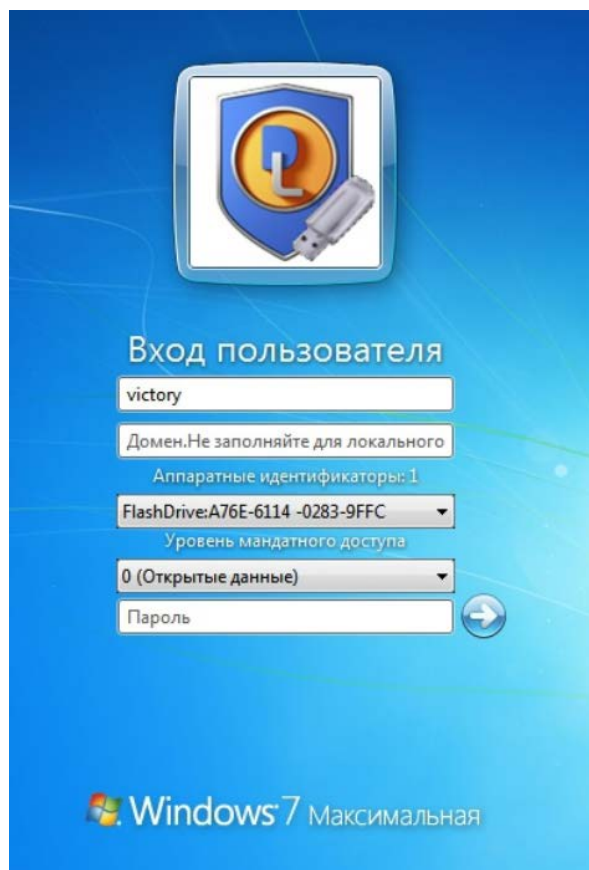 DL
Вход пользователя
victory
Домен.Не заполняйте для локального
Аппаратные идентификаторы: 1
FlashDrive:A76E-6114 -0283-9FFC
Уровень мандатного доступа
0 (Открытые данные)
Пароль
Windows 7 Максимальная